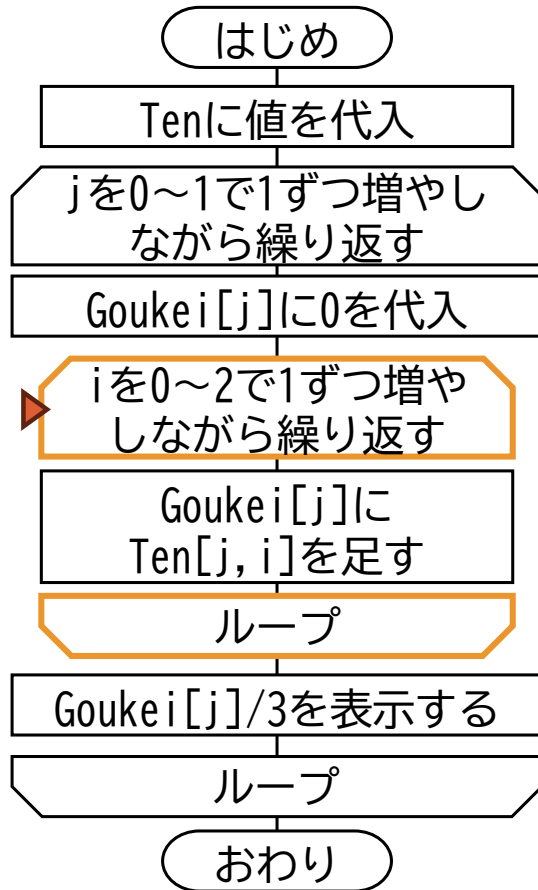 はじめ
Tenに値を代入
jを0～1で1ずつ増やし
ながら繰り返す
Goukei[j]に0を代入
iを0～2で1ずつ増や
しながら繰り返す
Goukei[j]に
Ten[j,i]を足す
ループ
Goukei[j]/3を表示する
ループ
おわり